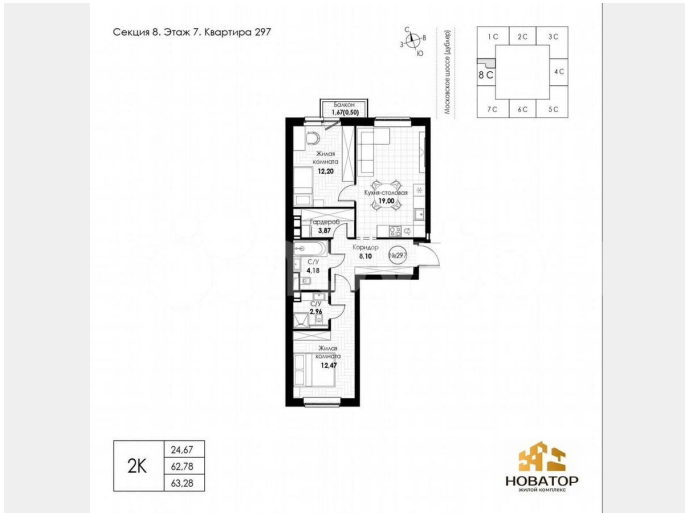 Секция 8. Этаж 7. Квартира 297
С
З
В
Ю
Московское шоссе (дублер)
1 С
2 С
3 С
8 С
4 С
7 С
6 С
5 С
Балкон
1,67(0,50)
Жилая
комната
12,20
Кухня-столовая
19,00
Гардероб
3,87
Коридор
8,10
№297
С/У
4,18
С/У
2,96
Жилая
комната
12,47
2К
24,67
62,78
63,28
НОВАТОР
ЖИЛОЙ КОМПЛЕКС